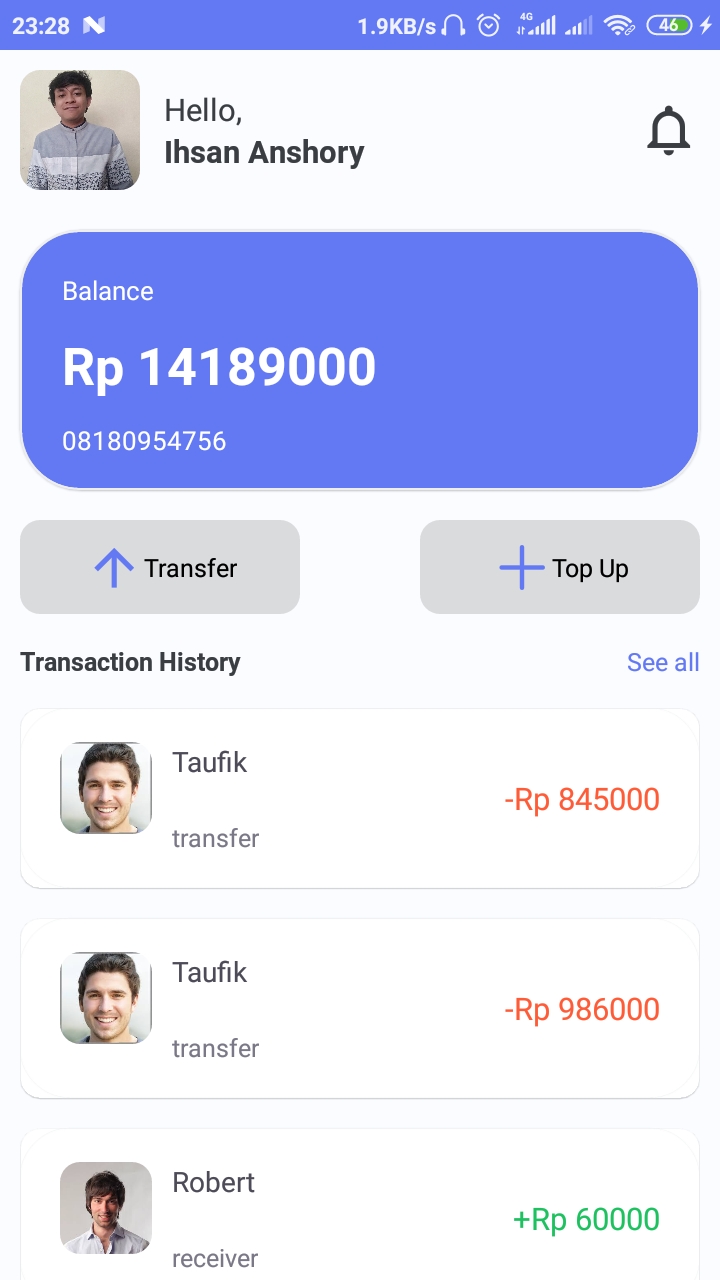 23:28 1.9KB/s 4G 46
Hello,
Ihsan Anshory
Balance
Rp 14189000
08180954756
Transfer
Top Up
Transaction History
See all
Taufik
-Rp 845000
transfer
Taufik
-Rp 986000
transfer
Robert
+Rp 60000
receiver